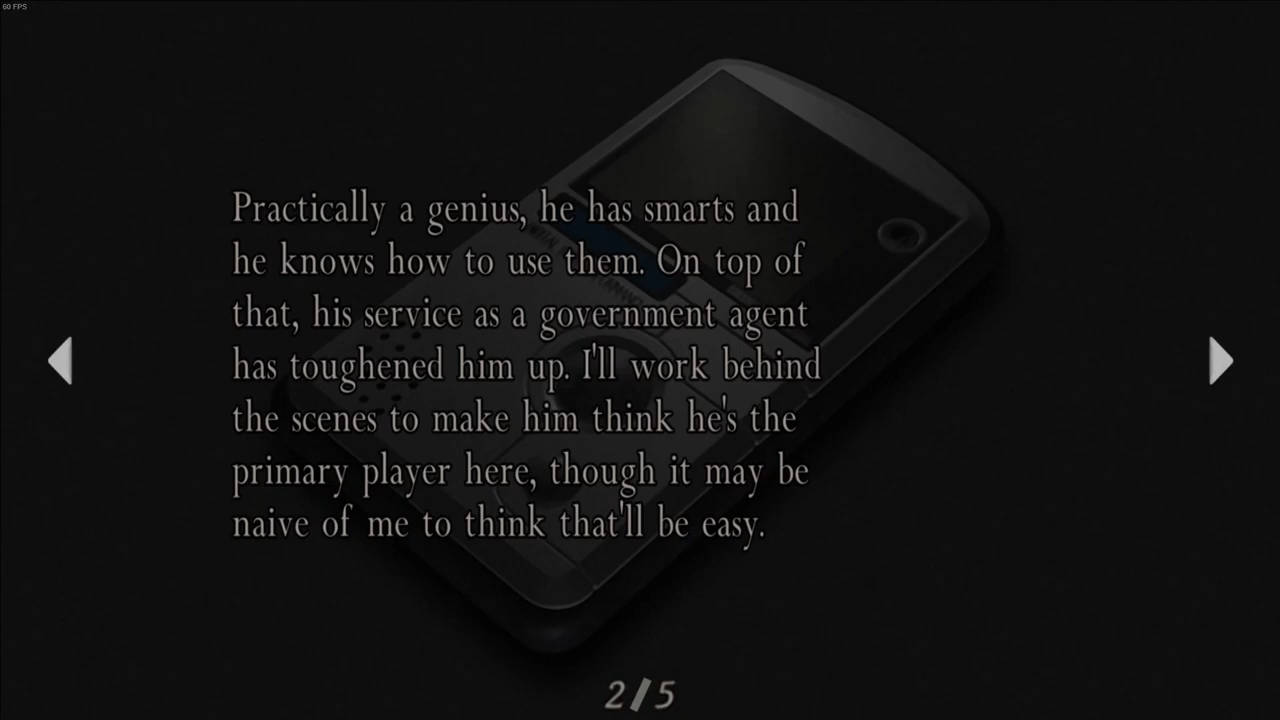 60 FPS
Practically a genius, he has smarts and
he knows how to use them. On top of
that, his service as a government agent
has toughened him up. I'll work behind
the scenes to make him think he's the
primary player here, though it may be
naive of me to think that'll be easy.
2/5